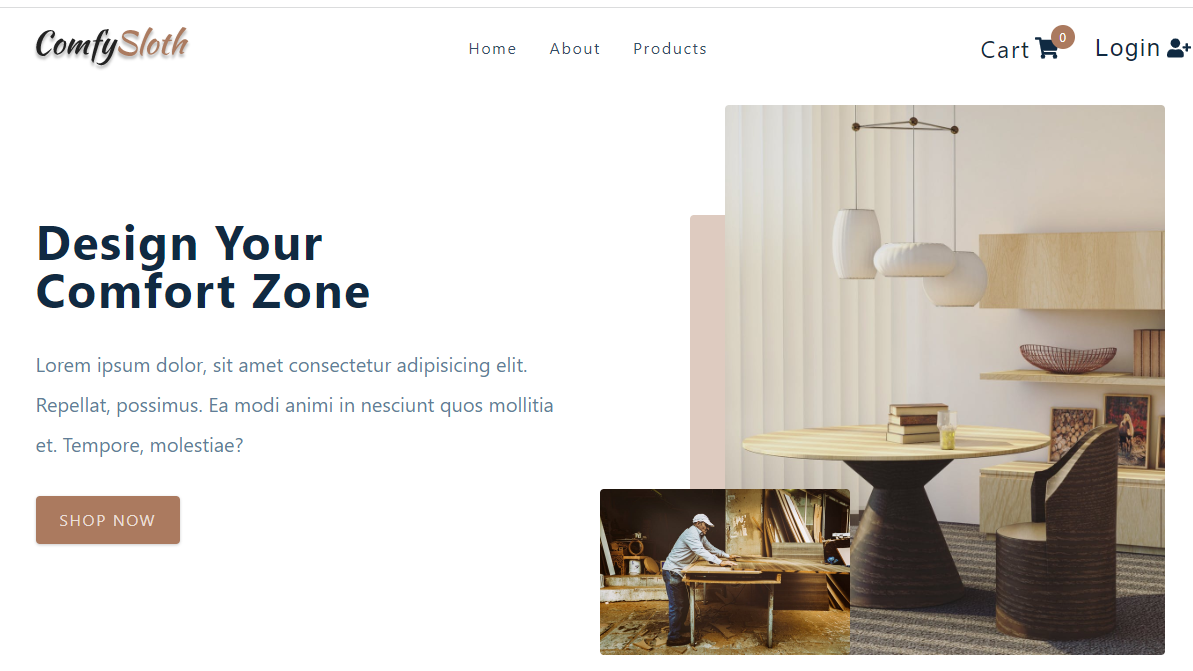 ComfySloth
Home About Products
Cart 0
Login
Design Your
Comfort Zone
Lorem ipsum dolor, sit amet consectetur adipisicing elit.
Repellat, possimus. Ea modi animi in nesciunt quos mollitia
et. Tempore, molestiae?
SHOP NOW